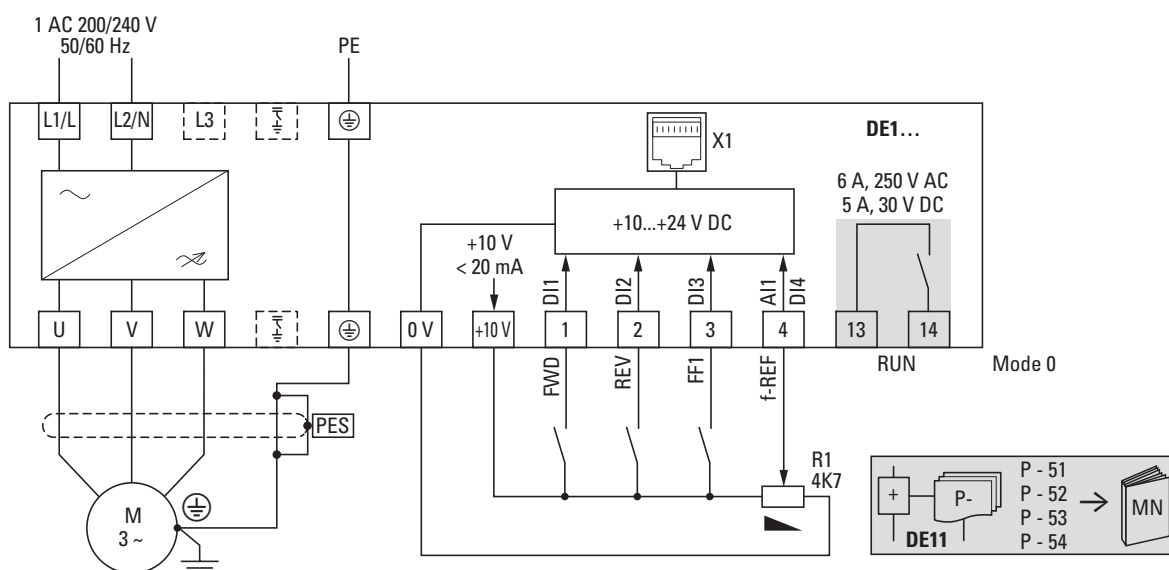 1 AC 200/240 V
50/60 Hz
PE
L1/L
L2/N
L3
X1
DE1...
6 A, 250 V AC
5 A, 30 V DC
+10...+24 V DC
+10 V
< 20 mA
DI1
DI2
DI3
AI1
DI4
U
V
W
0 V
+10 V
1
2
3
4
13
14
FWD
REV
FF1
f-REF
RUN
Mode 0
PES
R1
4K7
M
3 ~
+
P-
DE11
P - 51
P - 52
P - 53
P - 54
MN